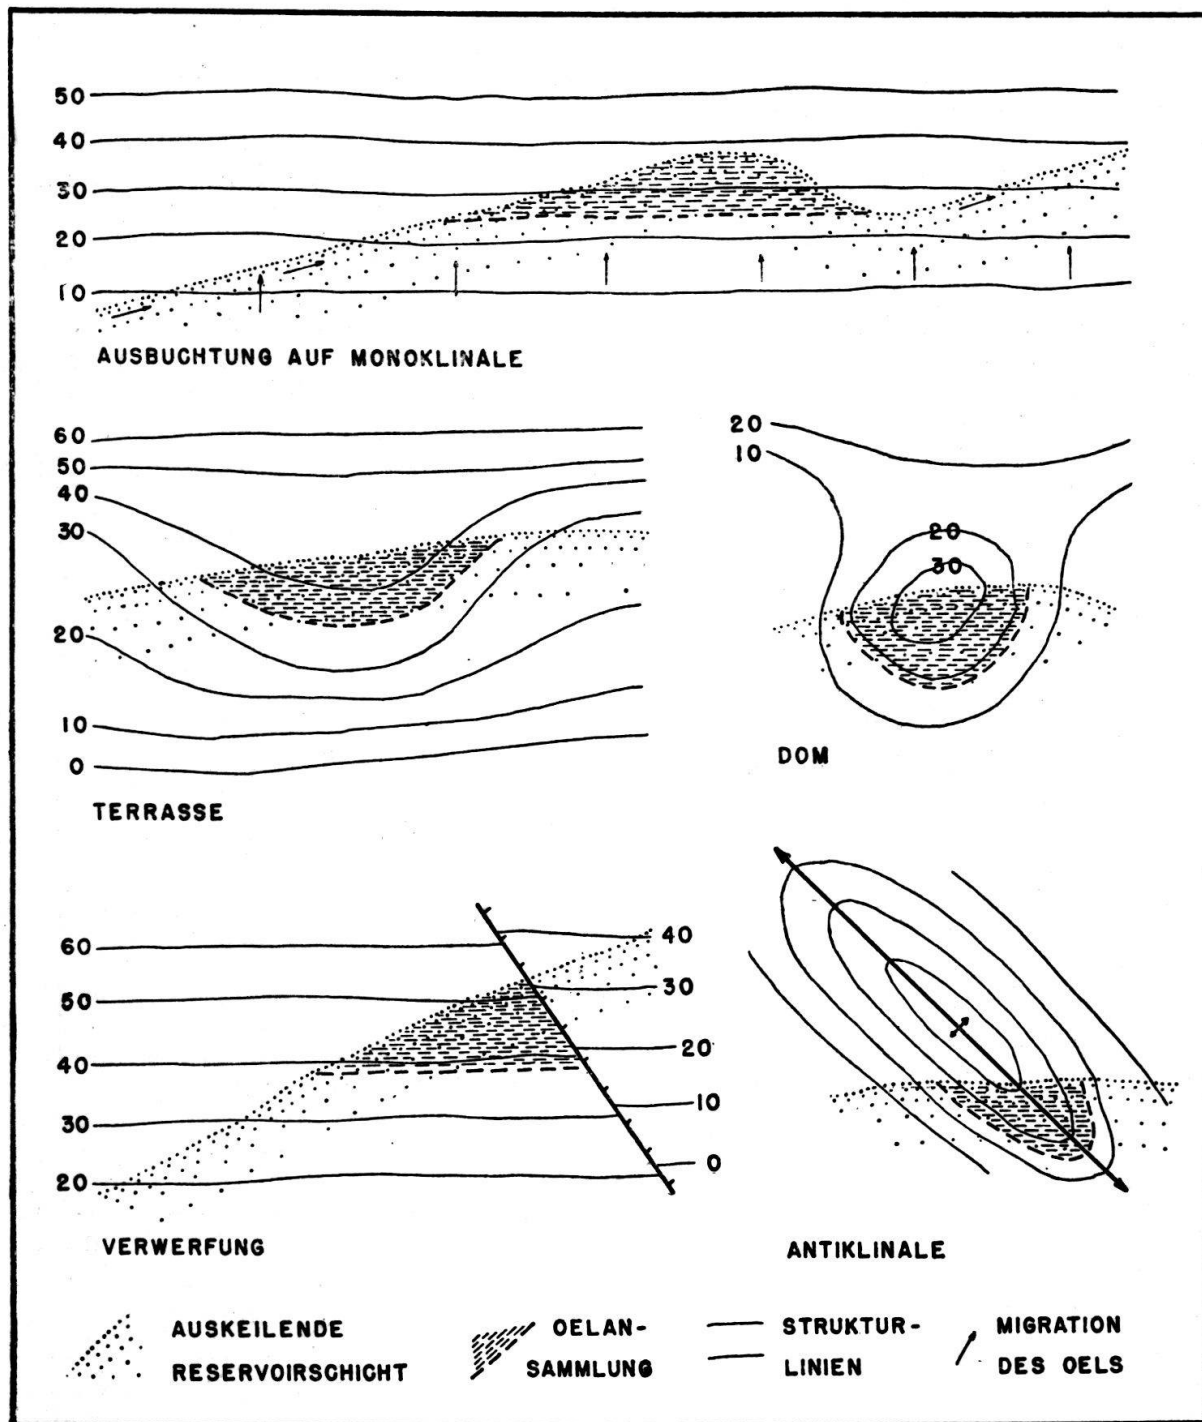 50
40
30
20
10
AUSBUCHTUNG AUF MONOKLINALE
60
50
40
30
20
10
0
TERRASSE
20
10
20
30
DOM
60
50
40
30
20
40
30
20
10
0
VERWERFUNG
ANTIKLINALE
AUSKEILENDE
RESERVOIRSCHICHT
OELAN-
SAMMLUNG
STRUKTUR-
LINIEN
MIGRATION
DES OELS